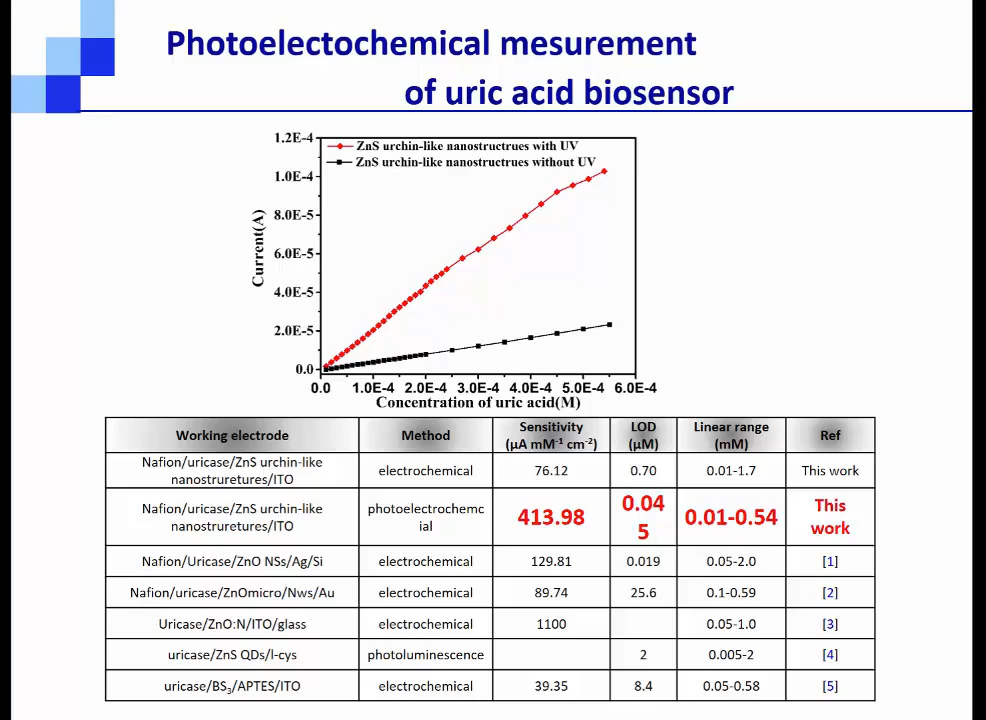 Photoelectochemical mesurement
of uric acid biosensor
1.2E-4
1.0E-4
8.0E-5
6.0E-5
4.0E-5
2.0E-5
0.0
Current(A)
ZnS urchin-like nanostructrues with UV
ZnS urchin-like nanostructrues without UV
0.0 1.0E-4 2.0E-4 3.0E-4 4.0E-4 5.0E-4 6.0E-4
Concentration of uric acid(M)
Working electrode Method Sensitivity (μA mM⁻¹ cm⁻²) LOD (μM) Linear range (mM) Ref
Nafion/uricase/ZnS urchin-like nanostruretures/ITO electrochemical 76.12 0.70 0.01-1.7 This work
Nafion/uricase/ZnS urchin-like nanostruretures/ITO photoelectrochemcial 413.98 0.045 0.01-0.54 This work
Nafion/Uricase/ZnO NSs/Ag/Si electrochemical 129.81 0.019 0.05-2.0 [1]
Nafion/uricase/ZnOmicro/Nws/Au electrochemical 89.74 25.6 0.1-0.59 [2]
Uricase/ZnO:N/ITO/glass electrochemical 1100 0.05-1.0 [3]
uricase/ZnS QDs/l-cys photoluminescence 2 0.005-2 [4]
uricase/BS₃/APTES/ITO electrochemical 39.35 8.4 0.05-0.58 [5]